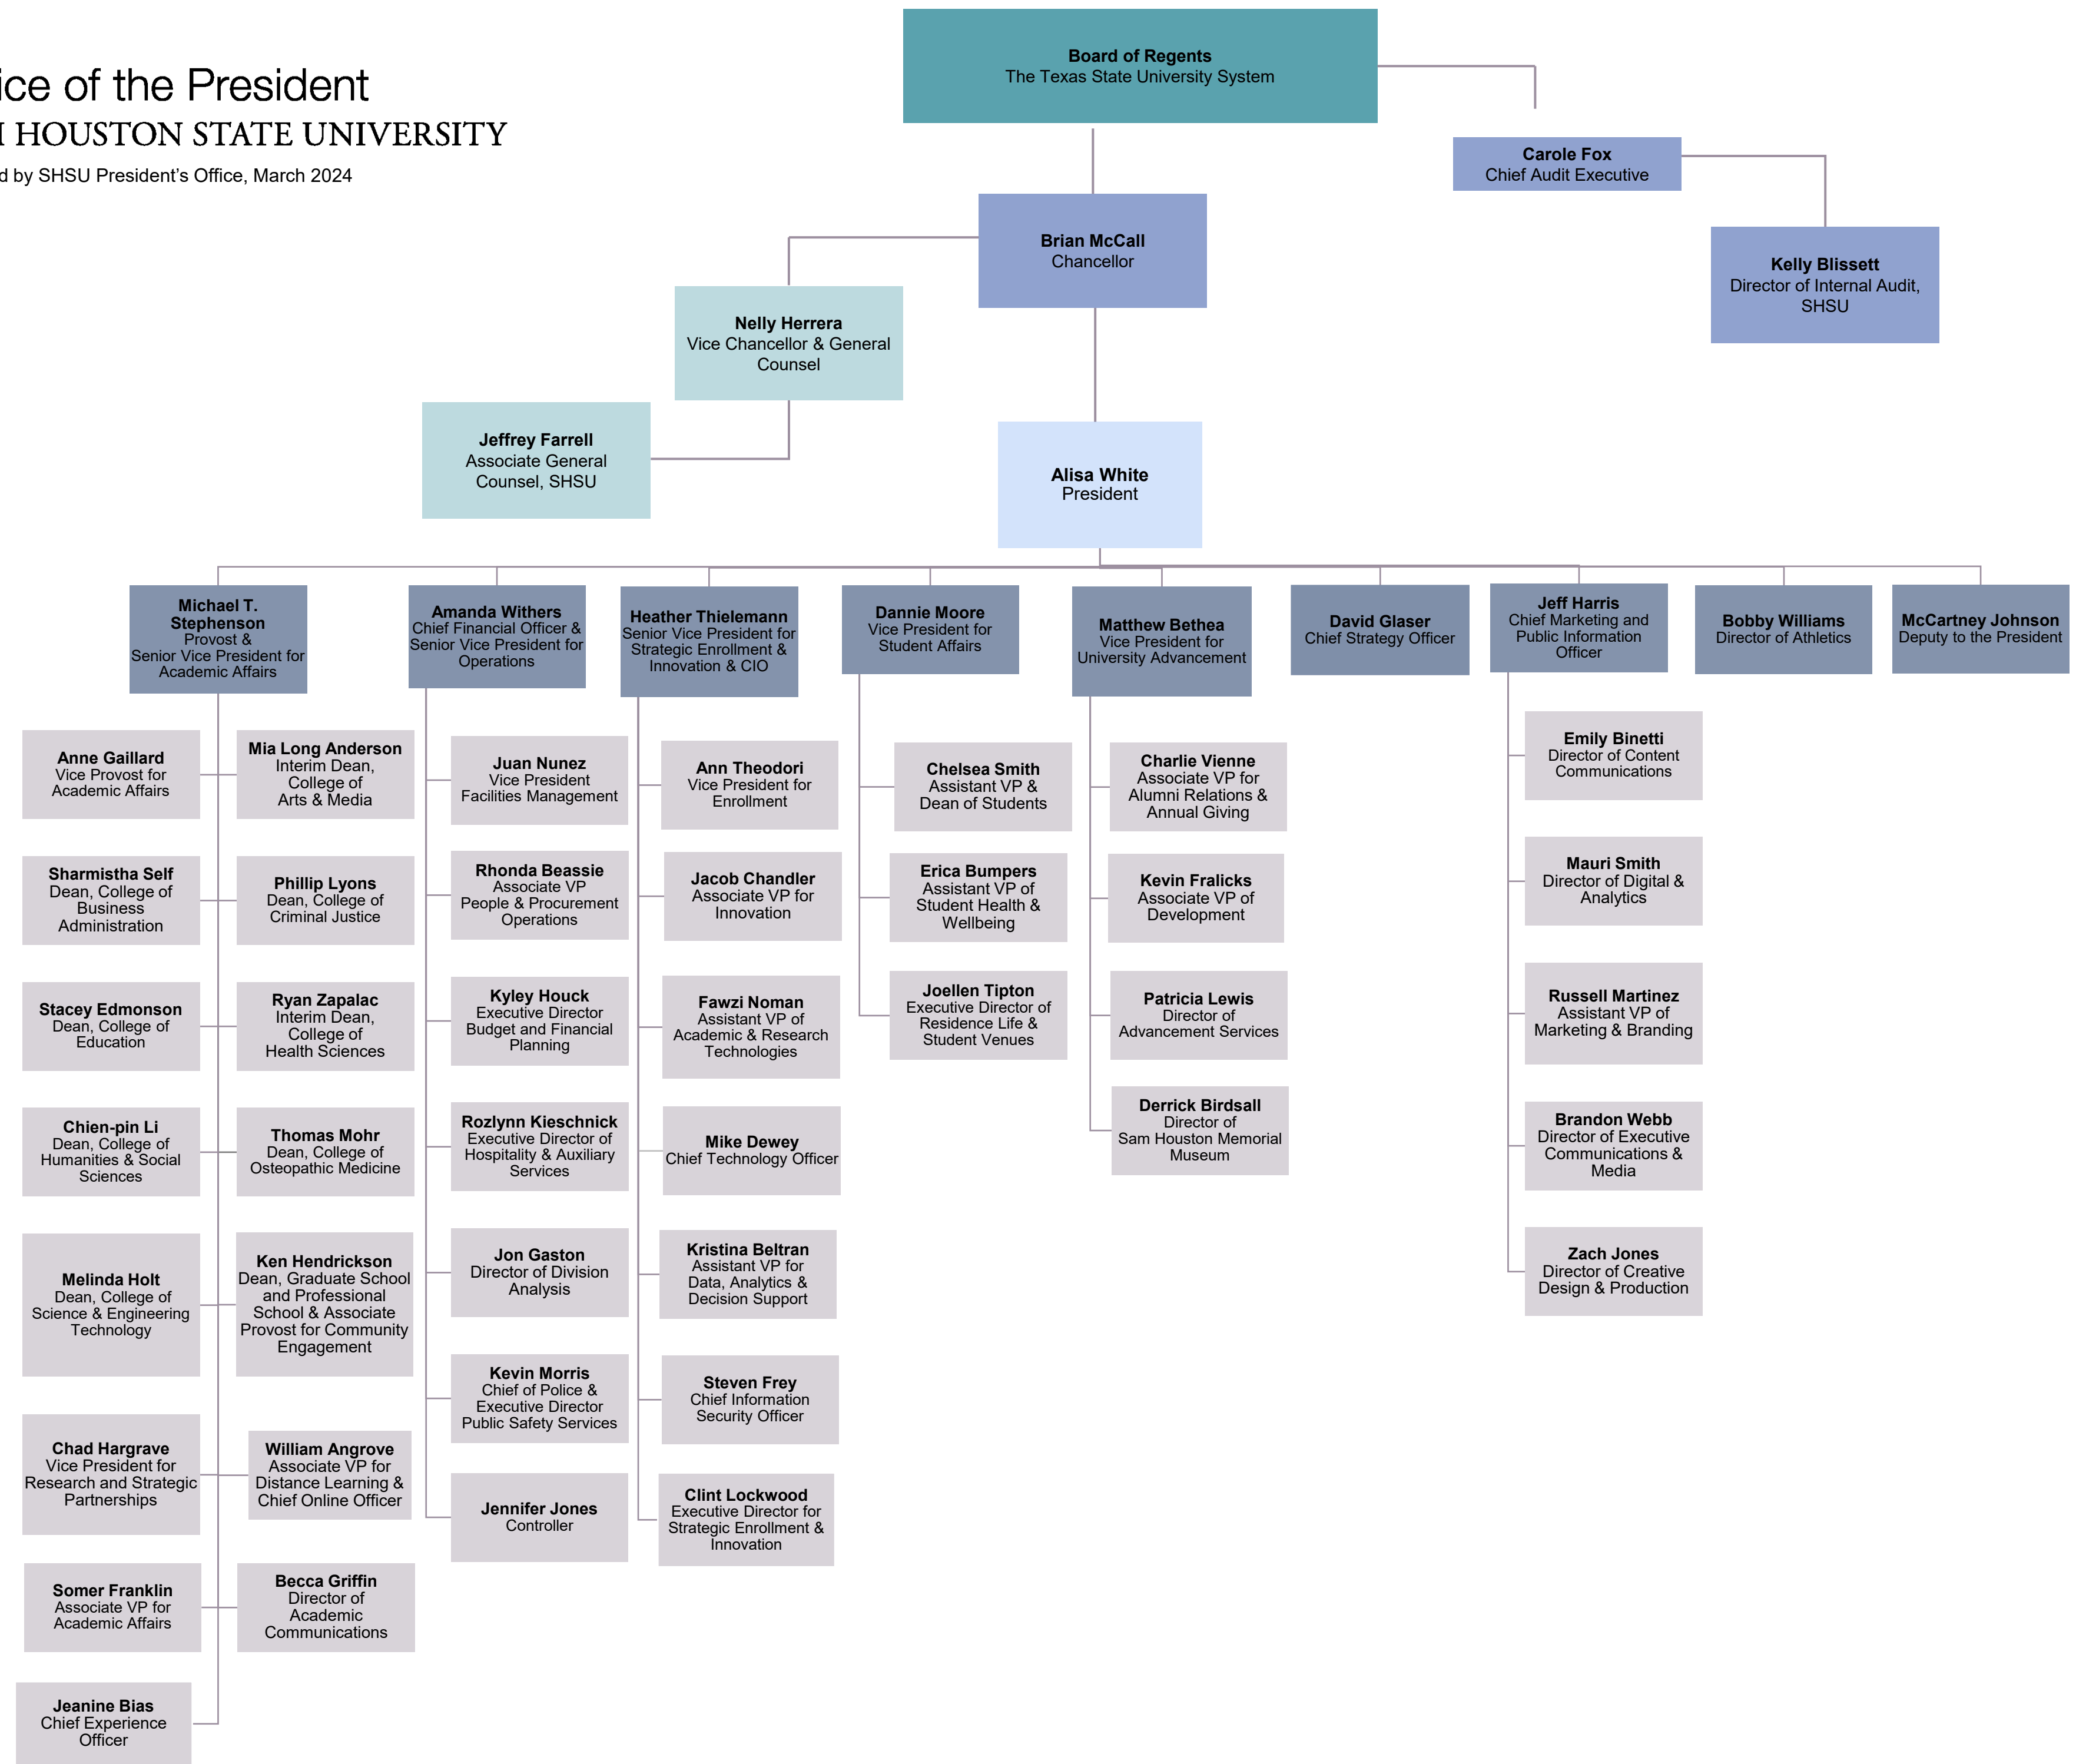 ice of the President
HOUSTON STATE UNIVERSITY
d by SHSU President's Office, March 2024
Board of Regents
The Texas State University System
Carole Fox
Chief Audit Executive
Kelly Blissett
Director of Internal Audit,
SHSU
Brian McCall
Chancellor
Nelly Herrera
Vice Chancellor & General
Counsel
Jeffrey Farrell
Associate General
Counsel, SHSU
Alisa White
President
Michael T.
Stephenson
Provost &
Senior Vice President for
Academic Affairs
Amanda Withers
Chief Financial Officer &
Senior Vice President for
Operations
Heather Thielemann
Senior Vice President for
Strategic Enrollment &
Innovation & CIO
Dannie Moore
Vice President for
Student Affairs
Matthew Bethea
Vice President for
University Advancement
David Glaser
Chief Strategy Officer
Jeff Harris
Chief Marketing and
Public Information
Officer
Bobby Williams
Director of Athletics
McCartney Johnson
Deputy to the President
Anne Gaillard
Vice Provost for
Academic Affairs
Mia Long Anderson
Interim Dean,
College of
Arts & Media
Sharmistha Self
Dean, College of
Business
Administration
Phillip Lyons
Dean, College of
Criminal Justice
Stacey Edmonson
Dean, College of
Education
Ryan Zapalac
Interim Dean,
College of
Health Sciences
Chien-pin Li
Dean, College of
Humanities & Social
Sciences
Thomas Mohr
Dean, College of
Osteopathic Medicine
Melinda Holt
Dean, College of
Science & Engineering
Technology
Ken Hendrickson
Dean, Graduate School
and Professional
School & Associate
Provost for Community
Engagement
Chad Hargrave
Vice President for
Research and Strategic
Partnerships
William Angrove
Associate VP for
Distance Learning &
Chief Online Officer
Somer Franklin
Associate VP for
Academic Affairs
Becca Griffin
Director of
Academic
Communications
Jeanine Bias
Chief Experience
Officer
Juan Nunez
Vice President
Facilities Management
Rhonda Beassie
Associate VP
People & Procurement
Operations
Kyley Houck
Executive Director
Budget and Financial
Planning
Rozlynn Kieschnick
Executive Director of
Hospitality & Auxiliary
Services
Jon Gaston
Director of Division
Analysis
Kevin Morris
Chief of Police &
Executive Director
Public Safety Services
Jennifer Jones
Controller
Ann Theodori
Vice President for
Enrollment
Jacob Chandler
Associate VP for
Innovation
Fawzi Noman
Assistant VP of
Academic & Research
Technologies
Mike Dewey
Chief Technology Officer
Kristina Beltran
Assistant VP for
Data, Analytics &
Decision Support
Steven Frey
Chief Information
Security Officer
Clint Lockwood
Executive Director for
Strategic Enrollment &
Innovation
Chelsea Smith
Assistant VP &
Dean of Students
Erica Bumpers
Assistant VP of
Student Health &
Wellbeing
Joellen Tipton
Executive Director of
Residence Life &
Student Venues
Charlie Vienne
Associate VP for
Alumni Relations &
Annual Giving
Kevin Fralicks
Associate VP of
Development
Patricia Lewis
Director of
Advancement Services
Derrick Birdsall
Director of
Sam Houston Memorial
Museum
Emily Binetti
Director of Content
Communications
Mauri Smith
Director of Digital &
Analytics
Russell Martinez
Assistant VP of
Marketing & Branding
Brandon Webb
Director of Executive
Communications &
Media
Zach Jones
Director of Creative
Design & Production